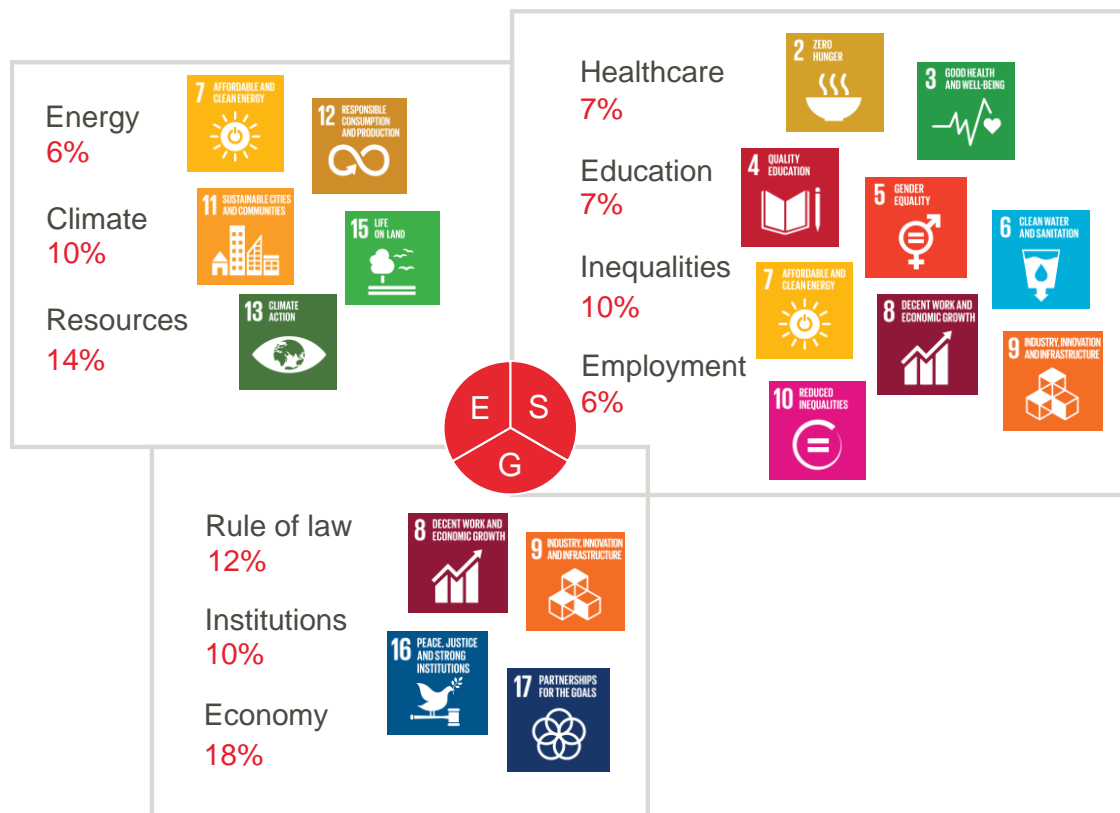 Energy
6%
Climate
10%
Resources
14%
7 AFFORDABLE AND
CLEAN ENERGY
12 RESPONSIBLE
CONSUMPTION
AND PRODUCTION
11 SUSTAINABLE CITIES
AND COMMUNITIES
15 LIFE
ON LAND
13 CLIMATE
ACTION
Healthcare
7%
Education
7%
Inequalities
10%
Employment
6%
2 ZERO
HUNGER
3 GOOD HEALTH
AND WELL-BEING
4 QUALITY
EDUCATION
5 GENDER
EQUALITY
6 CLEAN WATER
AND SANITATION
7 AFFORDABLE AND
CLEAN ENERGY
8 DECENT WORK AND
ECONOMIC GROWTH
9 INDUSTRY, INNOVATION
AND INFRASTRUCTURE
10 REDUCED
INEQUALITIES
E S
G
Rule of law
12%
Institutions
10%
Economy
18%
8 DECENT WORK AND
ECONOMIC GROWTH
9 INDUSTRY, INNOVATION
AND INFRASTRUCTURE
16 PEACE, JUSTICE
AND STRONG
INSTITUTIONS
17 PARTNERSHIPS
FOR THE GOALS